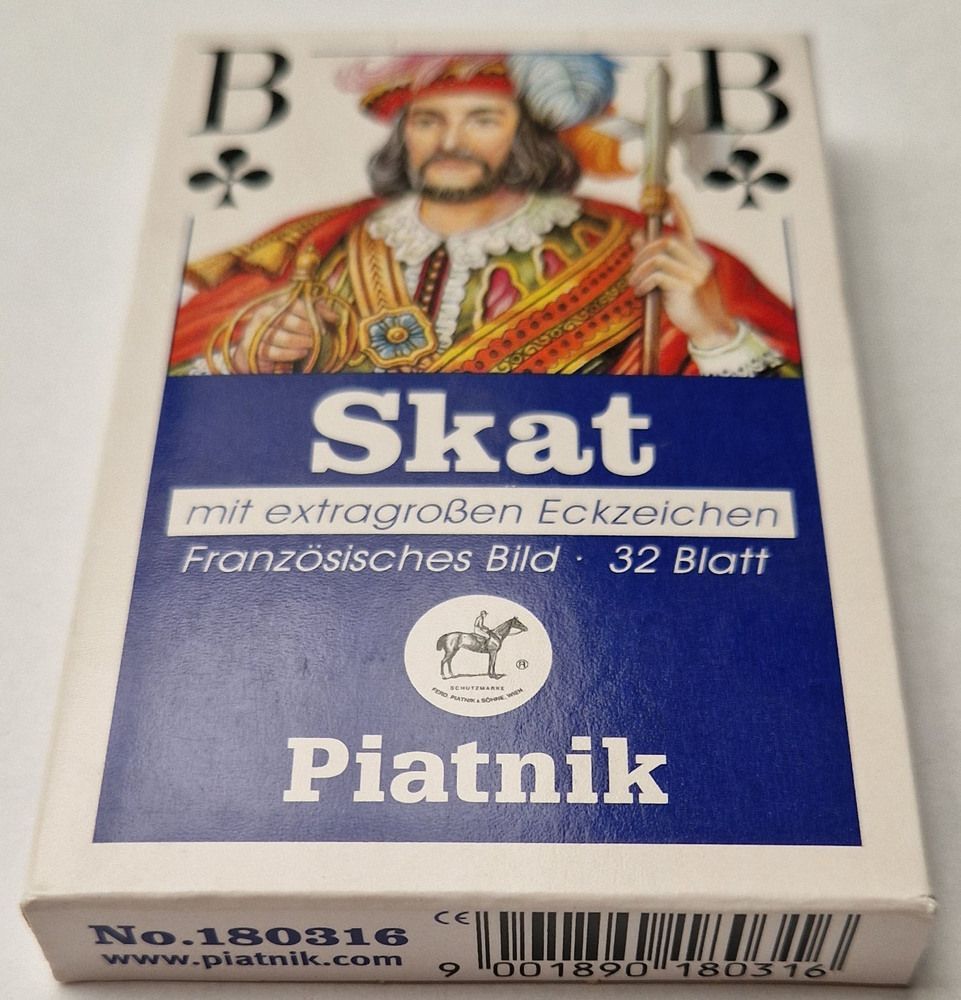 B B
Skat
mit extragroßen Eckzeichen
Französisches Bild · 32 Blatt
®
SCHUTZMARKE
FERD. PIATNIK & SÖHNE, WIEN
Piatnik
No.180316
www.piatnik.com
CE
9 001890 180316